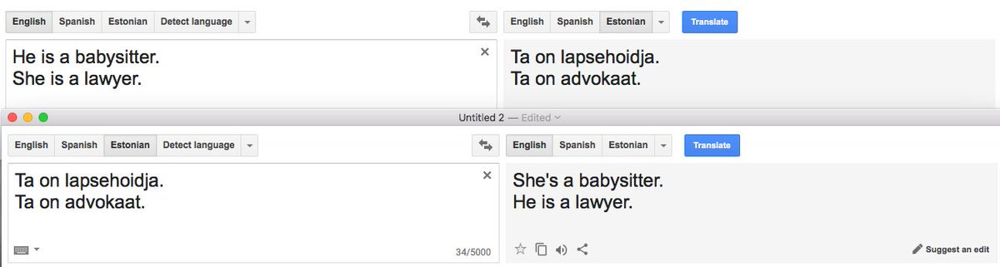 English Spanish Estonian Detect language
English Spanish Estonian Translate
He is a babysitter.
She is a lawyer.
Ta on lapsehoidja.
Ta on advokaat.
Untitled 2 — Edited
English Spanish Estonian Detect language
English Spanish Estonian Translate
Ta on lapsehoidja.
Ta on advokaat.
34/5000
She's a babysitter.
He is a lawyer.
Suggest an edit